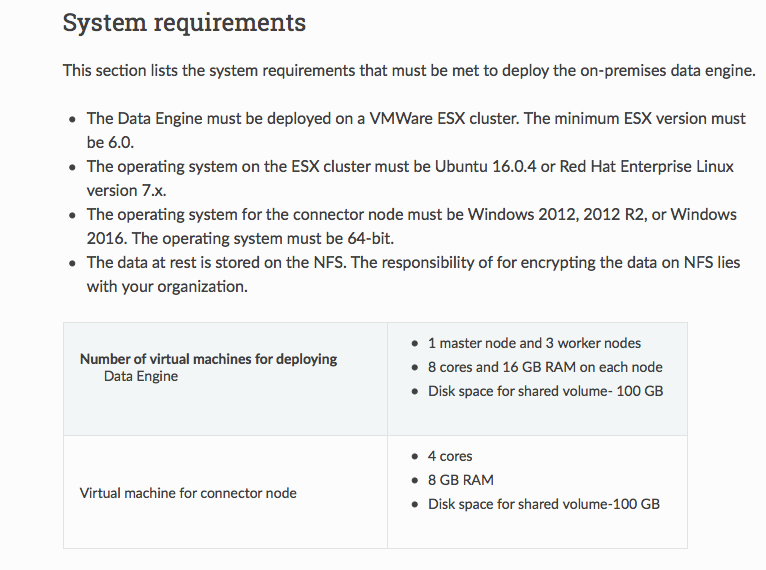 System requirements
This section lists the system requirements that must be met to deploy the on-premises data engine.
• The Data Engine must be deployed on a VMWare ESX cluster. The minimum ESX version must
be 6.0.
• The operating system on the ESX cluster must be Ubuntu 16.0.4 or Red Hat Enterprise Linux
version 7.x.
• The operating system for the connector node must be Windows 2012, 2012 R2, or Windows
2016. The operating system must be 64-bit.
• The data at rest is stored on the NFS. The responsibility of for encrypting the data on NFS lies
with your organization.
Number of virtual machines for deploying
Data Engine
• 1 master node and 3 worker nodes
• 8 cores and 16 GB RAM on each node
• Disk space for shared volume- 100 GB
Virtual machine for connector node
• 4 cores
• 8 GB RAM
• Disk space for shared volume-100 GB